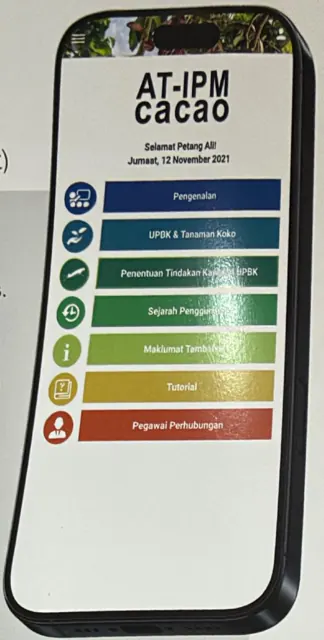 AT-IPM
cacao
Selamat Petang Ali!
Jumaat, 12 November 2021
Pengenalan
UPBK & Tanaman Koko
Penentuan Tindakan UPBK
Sejarah
Maklumat
Tutorial
Pegawai Perhubungan